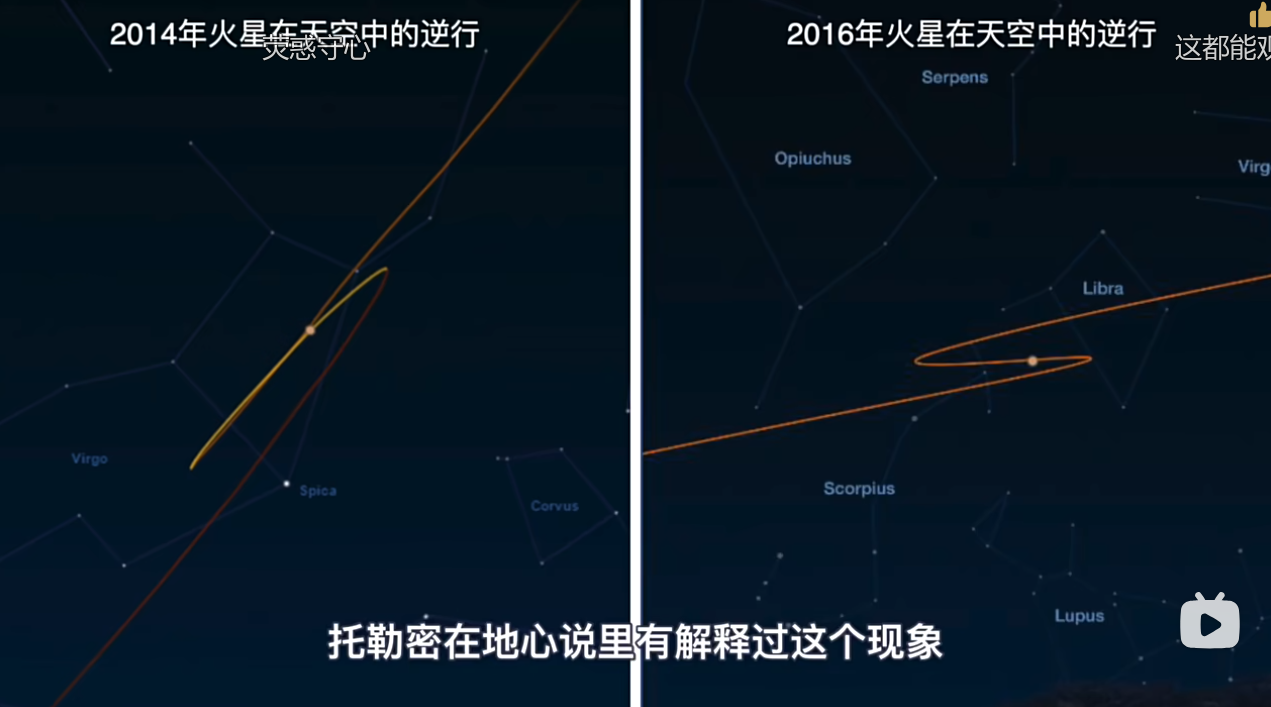 2014年火星在天空中的逆行
荧惑守心
Virgo
Spica
Corvus
2016年火星在天空中的逆行
这都能观
Serpens
Opiuchus
Virg
Libra
Scorpius
Lupus
托勒密在地心说里有解释过这个现象